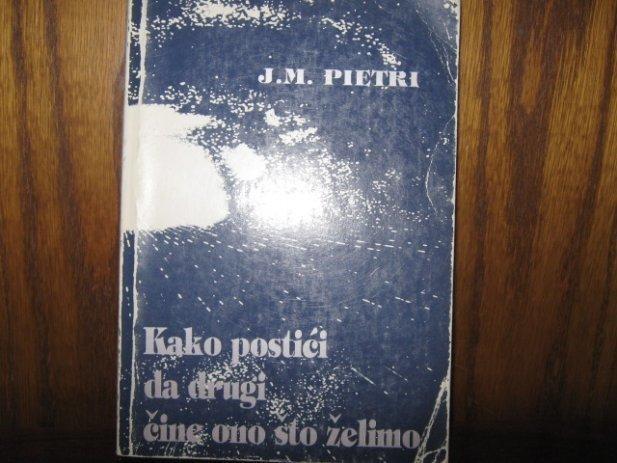 J.M. PIETRI
Kako postići
da drugi
čine ono što želimo